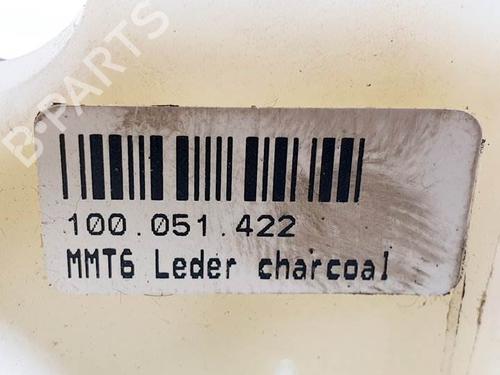 B-PARTS
100.051.422
MMT6 Leder charcoal